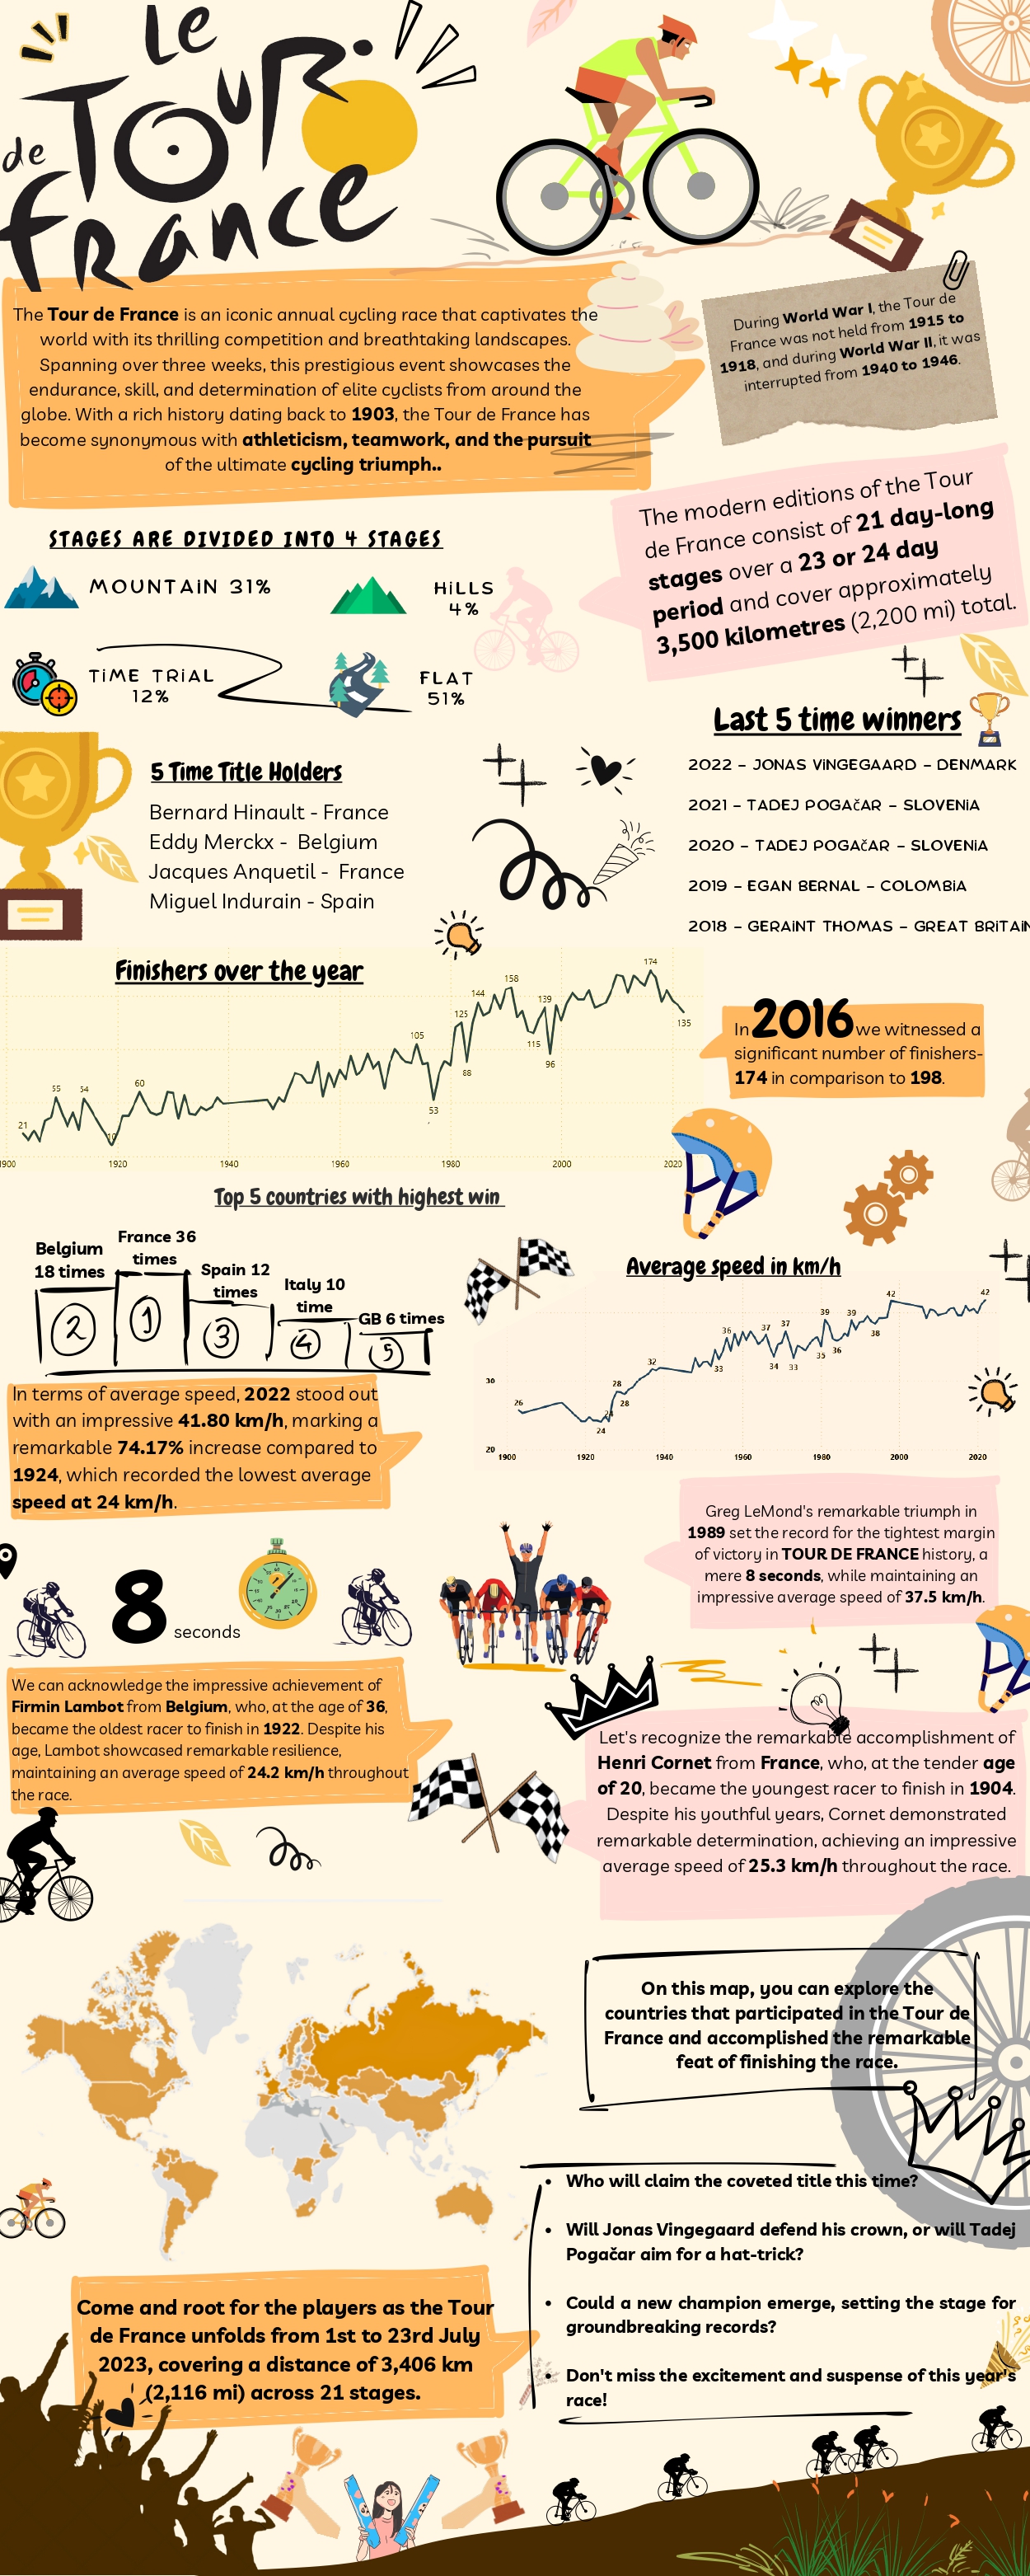 Le
TOUR
de
France
The Tour de France is an iconic annual cycling race that captivates the
world with its thrilling competition and breathtaking landscapes.
Spanning over three weeks, this prestigious event showcases the
endurance, skill, and determination of elite cyclists from around the
globe. With a rich history dating back to 1903, the Tour de France has
become synonymous with athleticism, teamwork, and the pursuit
of the ultimate cycling triumph..
During World War I, the Tour de
France was not held from 1915 to
1918, and during World War II, it was
interrupted from 1940 to 1946.
The modern editions of the Tour
de France consist of 21 day-long
stages over a 23 or 24 day
period and cover approximately
3,500 kilometres (2,200 mi) total.
STAGES ARE DIVIDED INTO 4 STAGES
MOUNTAIN 31%
HILLS
4%
TIME TRIAL
12%
FLAT
51%
5 Time Title Holders
Bernard Hinault - France
Eddy Merckx - Belgium
Jacques Anquetil - France
Miguel Indurain - Spain
Last 5 time winners
2022 - JONAS VINGEGAARD - DENMARK
2021 - TADEJ POGAČAR - SLOVENIA
2020 - TADEJ POGAČAR - SLOVENIA
2019 - EGAN BERNAL - COLOMBIA
2018 - GERAINT THOMAS - GREAT BRITAIN
Finishers over the year
174
158
144
139
125
135
115
105
96
88
55
54
60
53
21
10
1900 1920 1940 1960 1980 2000 2020
In 2016 we witnessed a
significant number of finishers-
174 in comparison to 198.
Top 5 countries with highest win
Belgium
18 times
France 36
times
Spain 12
times
Italy 10
time
GB 6 times
2
1
3
4
5
Average speed in km/h
42
42
39
39
38
37
37
36
36
35
34
33
33
32
30
28
28
26
24
24
20
1900 1920 1940 1960 1980 2000 2020
In terms of average speed, 2022 stood out
with an impressive 41.80 km/h, marking a
remarkable 74.17% increase compared to
1924, which recorded the lowest average
speed at 24 km/h.
Greg LeMond's remarkable triumph in
1989 set the record for the tightest margin
of victory in TOUR DE FRANCE history, a
mere 8 seconds, while maintaining an
impressive average speed of 37.5 km/h.
8 seconds
We can acknowledge the impressive achievement of
Firmin Lambot from Belgium, who, at the age of 36,
became the oldest racer to finish in 1922. Despite his
age, Lambot showcased remarkable resilience,
maintaining an average speed of 24.2 km/h throughout
the race.
Let's recognize the remarkable accomplishment of
Henri Cornet from France, who, at the tender age
of 20, became the youngest racer to finish in 1904.
Despite his youthful years, Cornet demonstrated
remarkable determination, achieving an impressive
average speed of 25.3 km/h throughout the race.
On this map, you can explore the
countries that participated in the Tour de
France and accomplished the remarkable
feat of finishing the race.
• Who will claim the coveted title this time?
• Will Jonas Vingegaard defend his crown, or will Tadej
Pogačar aim for a hat-trick?
• Could a new champion emerge, setting the stage for
groundbreaking records?
• Don't miss the excitement and suspense of this year's
race!
Come and root for the players as the Tour
de France unfolds from 1st to 23rd July
2023, covering a distance of 3,406 km
(2,116 mi) across 21 stages.